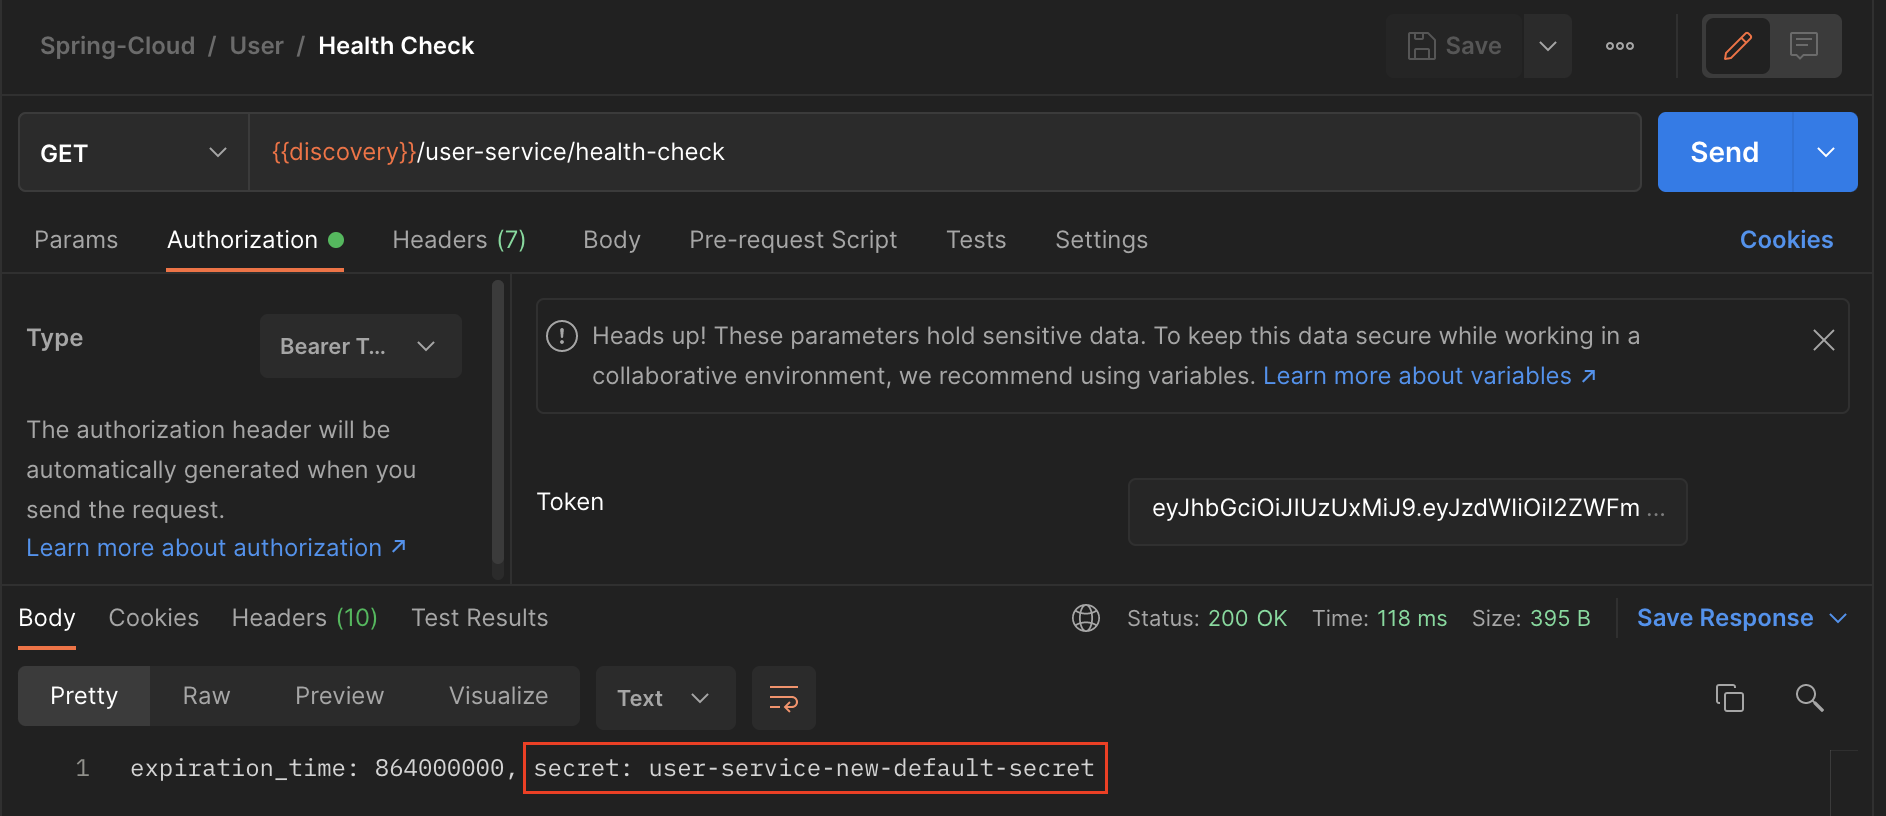 Spring-Cloud / User / Health Check
Save
GET
{{discovery}}/user-service/health-check
Send
Params Authorization Headers (7) Body Pre-request Script Tests Settings Cookies
Type
Bearer T...
The authorization header will be
automatically generated when you
send the request.
Learn more about authorization ↗
Heads up! These parameters hold sensitive data. To keep this data secure while working in a
collaborative environment, we recommend using variables. Learn more about variables ↗
Token
eyJhbGciOiJIUzUxMiJ9.eyJzdWIiOiI2ZWFm ...
Body Cookies Headers (10) Test Results
Status: 200 OK Time: 118 ms Size: 395 B Save Response
Pretty Raw Preview Visualize Text
1 expiration_time: 864000000, secret: user-service-new-default-secret